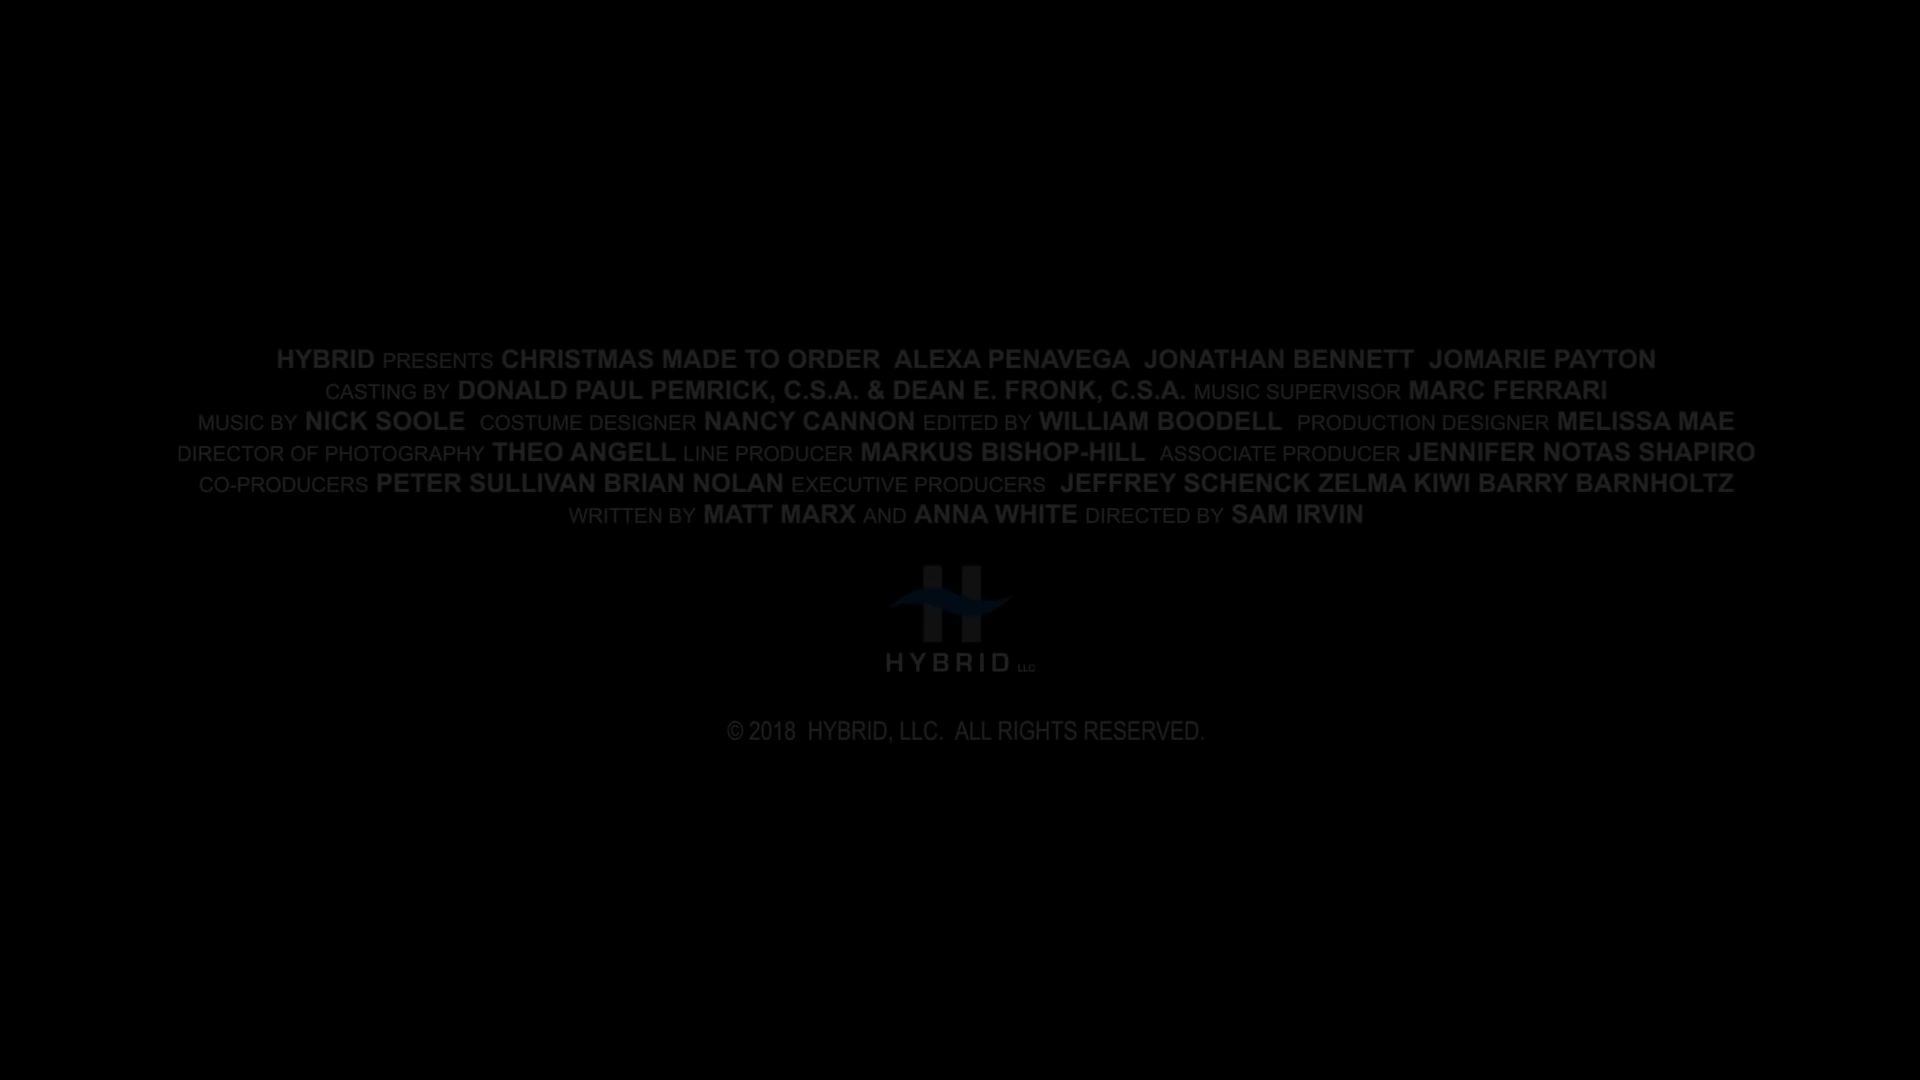 HYBRID PRESENTS CHRISTMAS MADE TO ORDER ALEXA PENAVEGA JONATHAN BENNETT JOMARIE PAYTON
CASTING BY DONALD PAUL PEMRICK, C.S.A. & DEAN E. FRONK, C.S.A. MUSIC SUPERVISOR MARC FERRARI
MUSIC BY NICK SOOLE COSTUME DESIGNER NANCY CANNON EDITED BY WILLIAM BOODELL PRODUCTION DESIGNER MELISSA MAE
DIRECTOR OF PHOTOGRAPHY THEO ANGELL LINE PRODUCER MARKUS BISHOP-HILL ASSOCIATE PRODUCER JENNIFER NOTAS SHAPIRO
CO-PRODUCERS PETER SULLIVAN BRIAN NOLAN EXECUTIVE PRODUCERS JEFFREY SCHENCK ZELMA KIWI BARRY BARNHOLTZ
WRITTEN BY MATT MARX AND ANNA WHITE DIRECTED BY SAM IRVIN
H
HYBRID LLC
© 2018 HYBRID, LLC. ALL RIGHTS RESERVED.